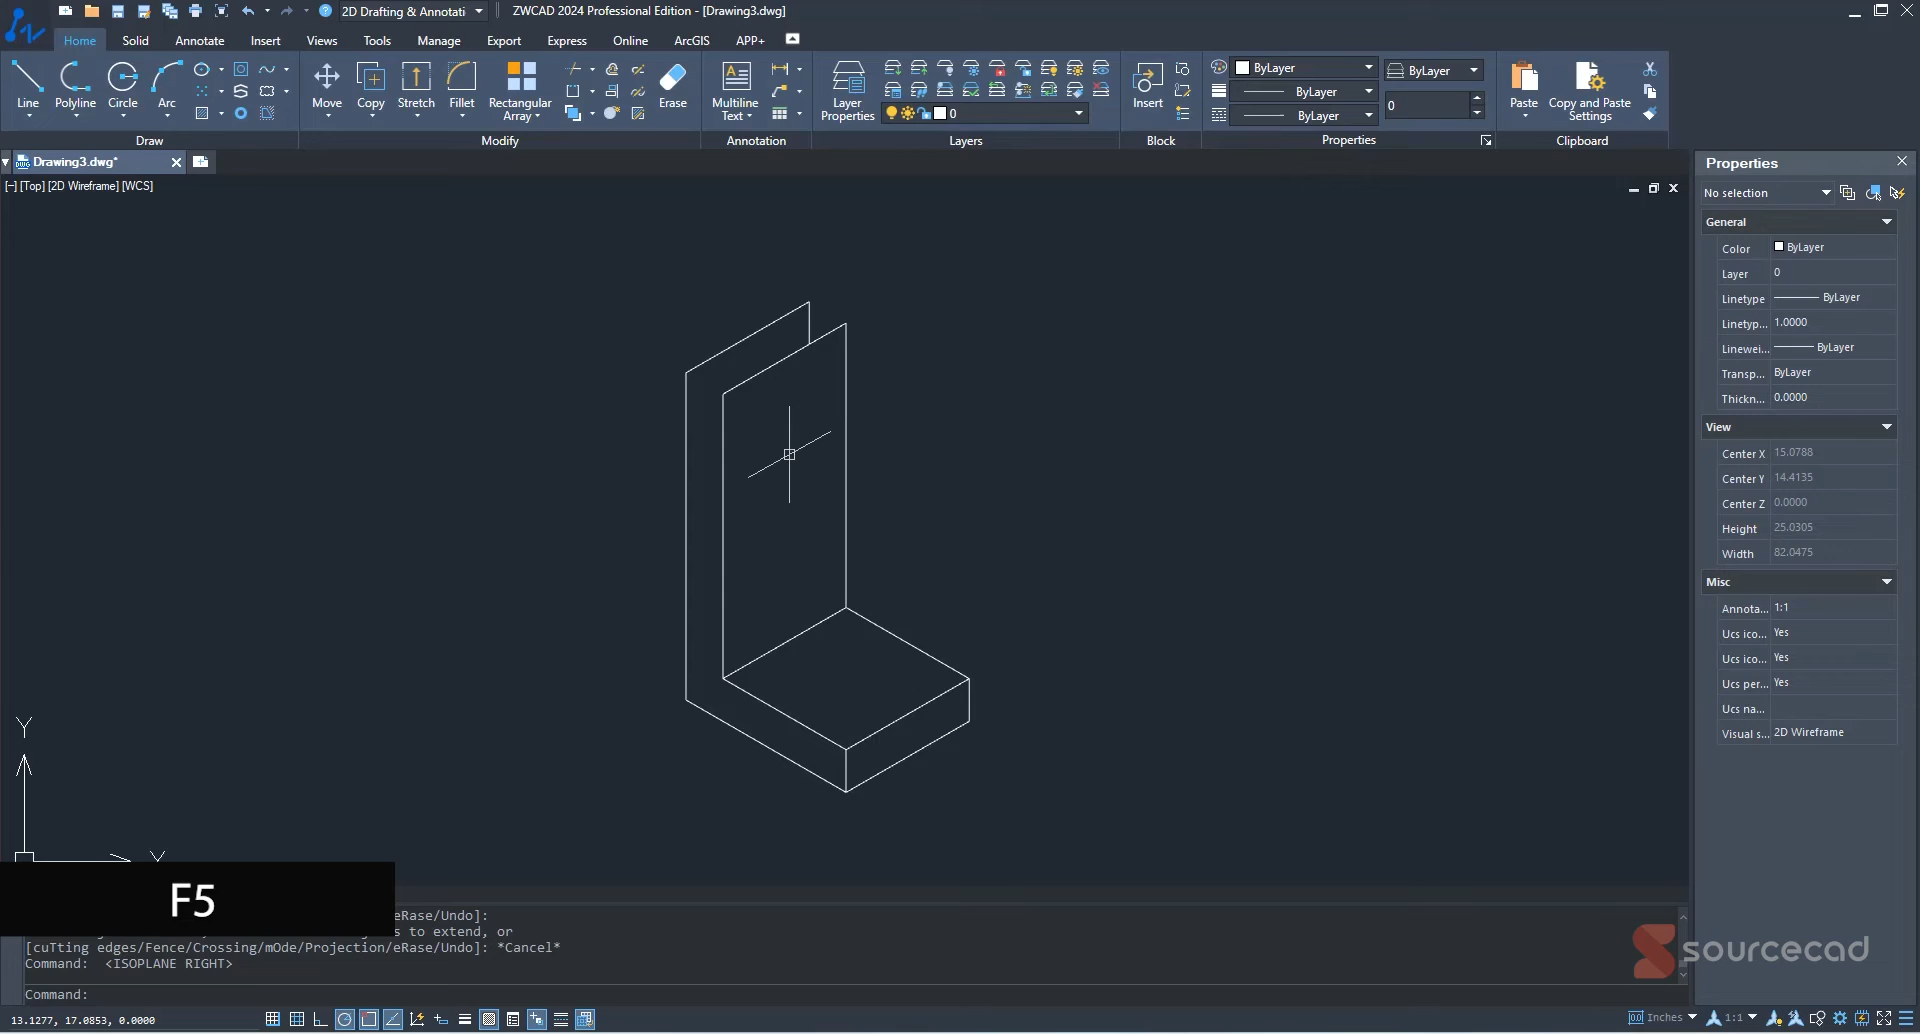 2D Drafting & Annotati
ZWCAD 2024 Professional Edition - [Drawing3.dwg]
Home Solid Annotate Insert Views Tools Manage Export Express Online ArcGIS APP+
Line Polyline Circle Arc
Move Copy Stretch Fillet Rectangular Array Erase
Multiline Text
Layer Properties
0
Insert
ByLayer
ByLayer
ByLayer
ByLayer
0
Paste Copy and Paste Settings
Draw Modify Annotation Layers Block Properties Clipboard
Drawing3.dwg*
[−] [Top] [2D Wireframe] [WCS]
Properties
No selection
General
Color ByLayer
Layer 0
Linetype ByLayer
Linetyp... 1.0000
Linewei... ByLayer
Transp... ByLayer
Thickn... 0.0000
View
Center X 15.0788
Center Y 14.4135
Center Z 0.0000
Height 25.0305
Width 82.0475
Misc
Annota... 1:1
Ucs ico... Yes
Ucs ico... Yes
Ucs per... Yes
Ucs na...
Visual s... 2D Wireframe
Y
F5
eRase/Undo]:
s to extend, or
[cuTting edges/Fence/Crossing/mOde/Projection/eRase/Undo]: *Cancel*
Command: <ISOPLANE RIGHT>
Command:
sourcecad
13.1277, 17.0853, 0.0000
Inches 1:1